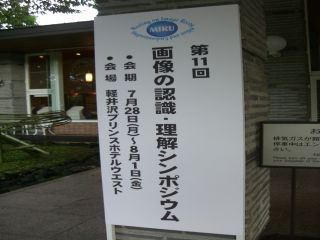 MIRU
第11回
画像の認識・理解シンポジウム
・会期 7月28日(月)～8月1日(金)
・会場 軽井沢プリンスホテルウエスト